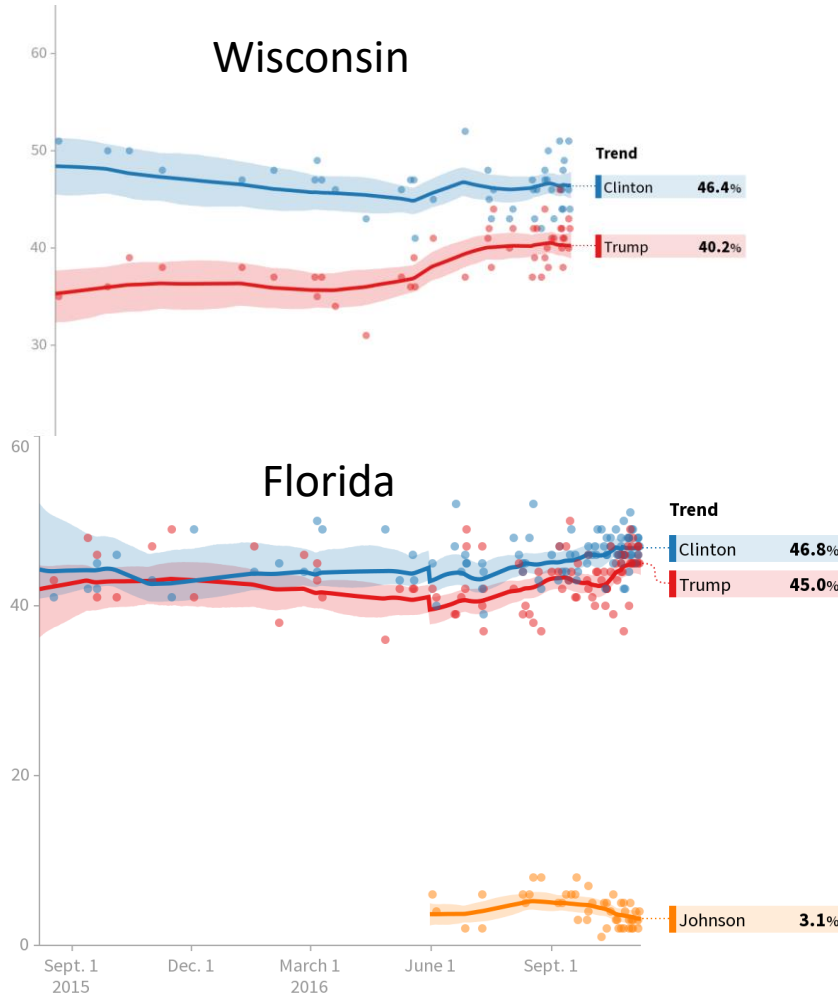 Wisconsin
60
50
40
30
Trend
Clinton 46.4%
Trump 40.2%
Florida
60
40
20
0
Trend
Clinton 46.8%
Trump 45.0%
Johnson 3.1%
Sept. 1 Dec. 1 March 1 June 1 Sept. 1
2015 2016